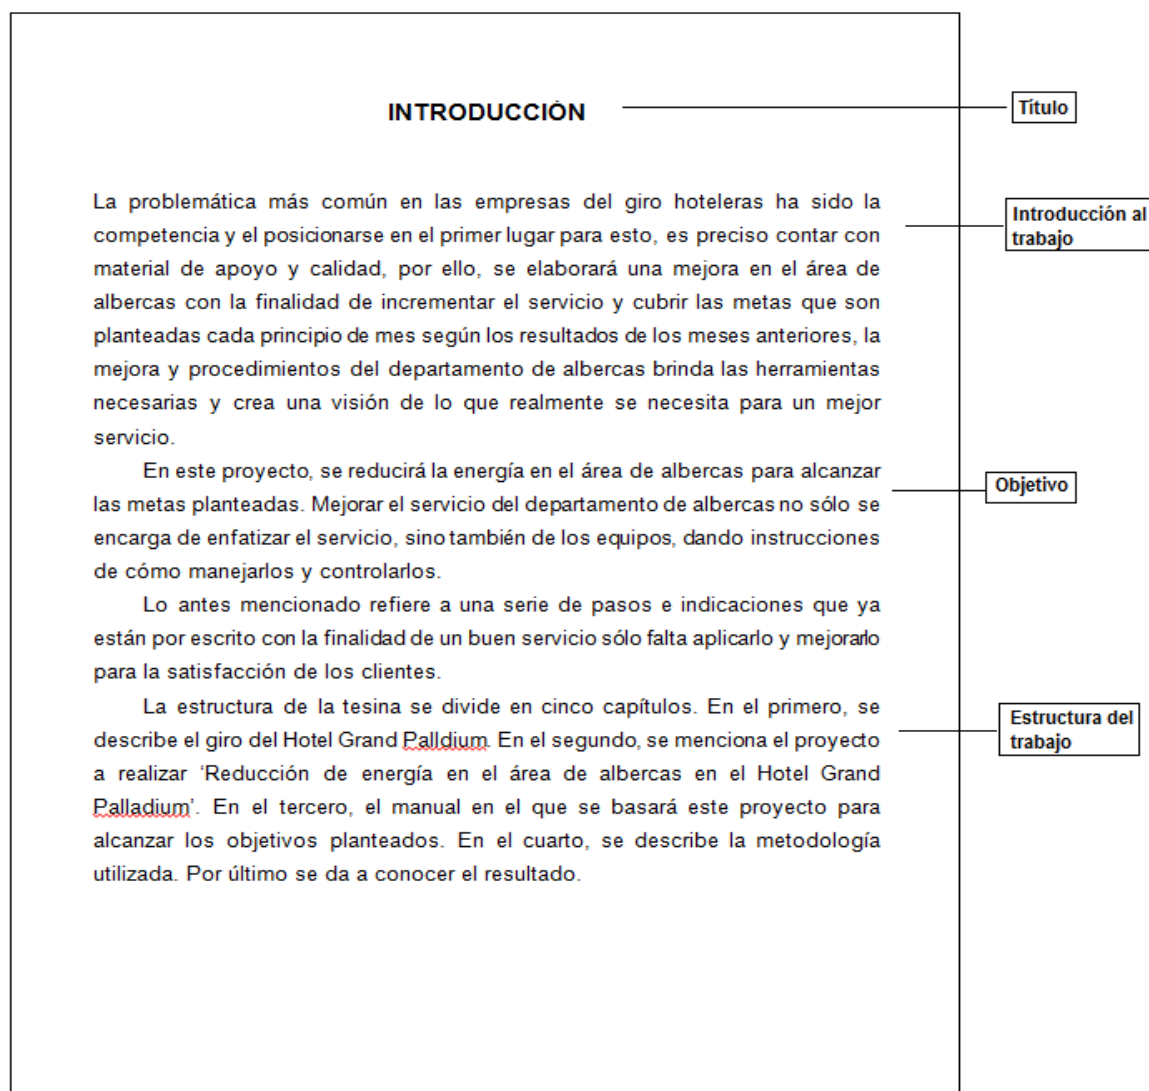 INTRODUCCIÓN
Título
La problemática más común en las empresas del giro hoteleras ha sido la
competencia y el posicionarse en el primer lugar para esto, es preciso contar con
material de apoyo y calidad, por ello, se elaborará una mejora en el área de
albercas con la finalidad de incrementar el servicio y cubrir las metas que son
planteadas cada principio de mes según los resultados de los meses anteriores, la
mejora y procedimientos del departamento de albercas brinda las herramientas
necesarias y crea una visión de lo que realmente se necesita para un mejor
servicio.
Introducción al
trabajo
En este proyecto, se reducirá la energía en el área de albercas para alcanzar
las metas planteadas. Mejorar el servicio del departamento de albercas no sólo se
encarga de enfatizar el servicio, sino también de los equipos, dando instrucciones
de cómo manejarlos y controlarlos.
Objetivo
Lo antes mencionado refiere a una serie de pasos e indicaciones que ya
están por escrito con la finalidad de un buen servicio sólo falta aplicarlo y mejorarlo
para la satisfacción de los clientes.
La estructura de la tesina se divide en cinco capítulos. En el primero, se
describe el giro del Hotel Grand Palldium. En el segundo, se menciona el proyecto
a realizar ‘Reducción de energía en el área de albercas en el Hotel Grand
Palladium’. En el tercero, el manual en el que se basará este proyecto para
alcanzar los objetivos planteados. En el cuarto, se describe la metodología
utilizada. Por último se da a conocer el resultado.
Estructura del
trabajo